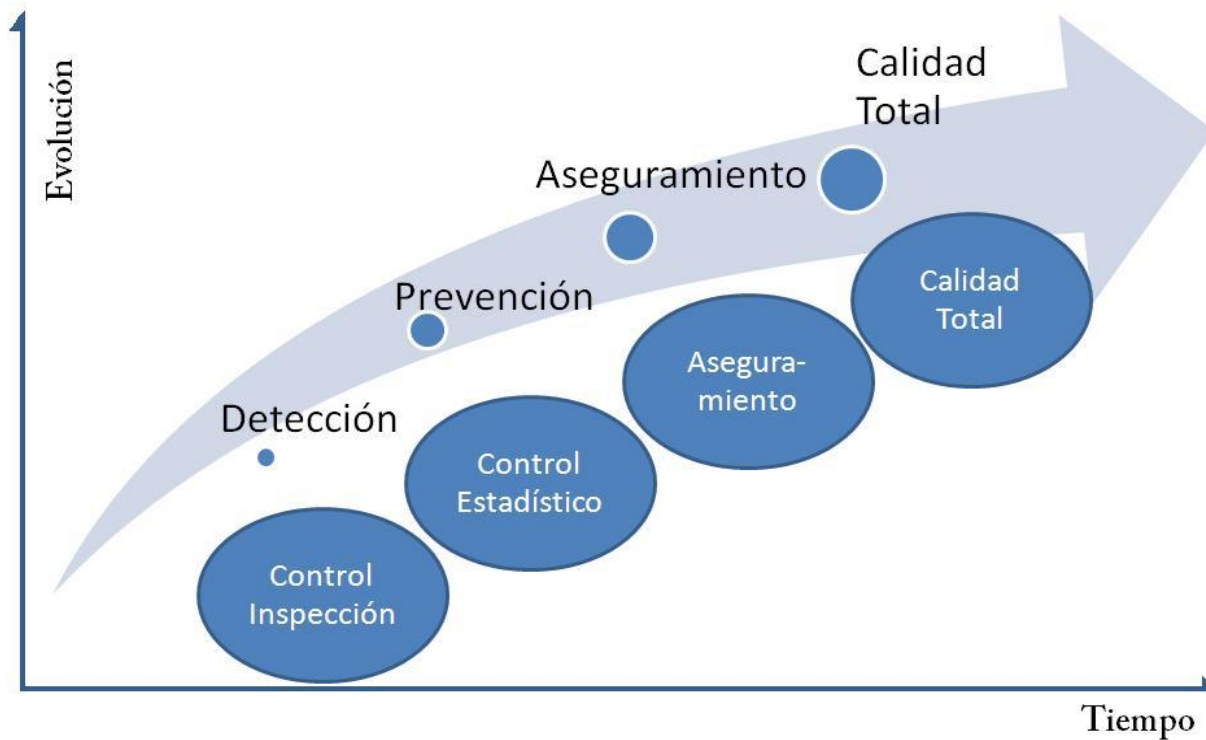 Evolución
Calidad
Total
Aseguramiento
Prevención
Detección
Calidad
Total
Asegura-
miento
Control
Estadístico
Control
Inspección
Tiempo